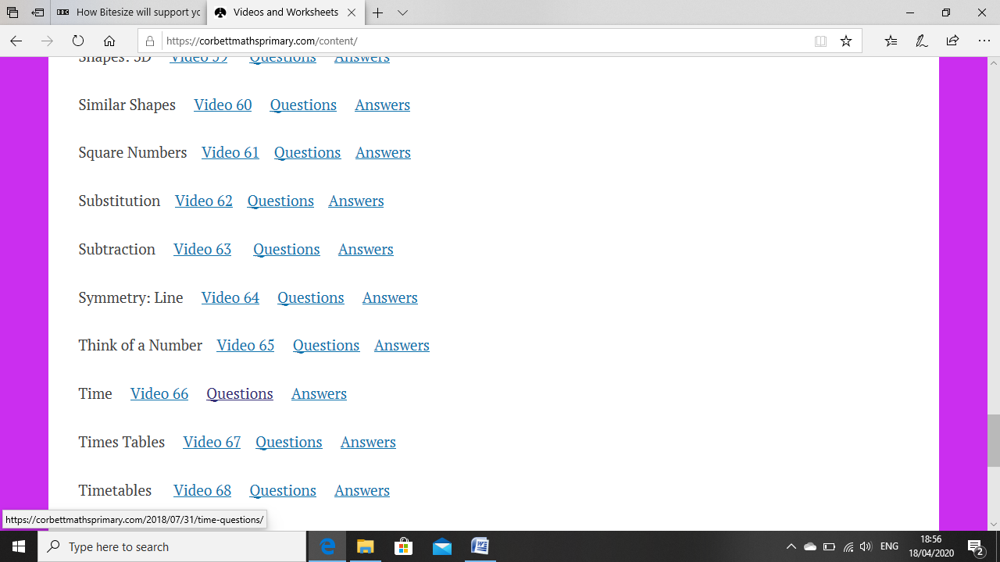 How Bitesize will support yo
Videos and Worksheets
https://corbettmathsprimary.com/content/
Shapes: 3D Video 59 Questions Answers
Similar Shapes Video 60 Questions Answers
Square Numbers Video 61 Questions Answers
Substitution Video 62 Questions Answers
Subtraction Video 63 Questions Answers
Symmetry: Line Video 64 Questions Answers
Think of a Number Video 65 Questions Answers
Time Video 66 Questions Answers
Times Tables Video 67 Questions Answers
Timetables Video 68 Questions Answers
https://corbettmathsprimary.com/2018/07/31/time-questions/
Type here to search
ENG
18:56
18/04/2020
2